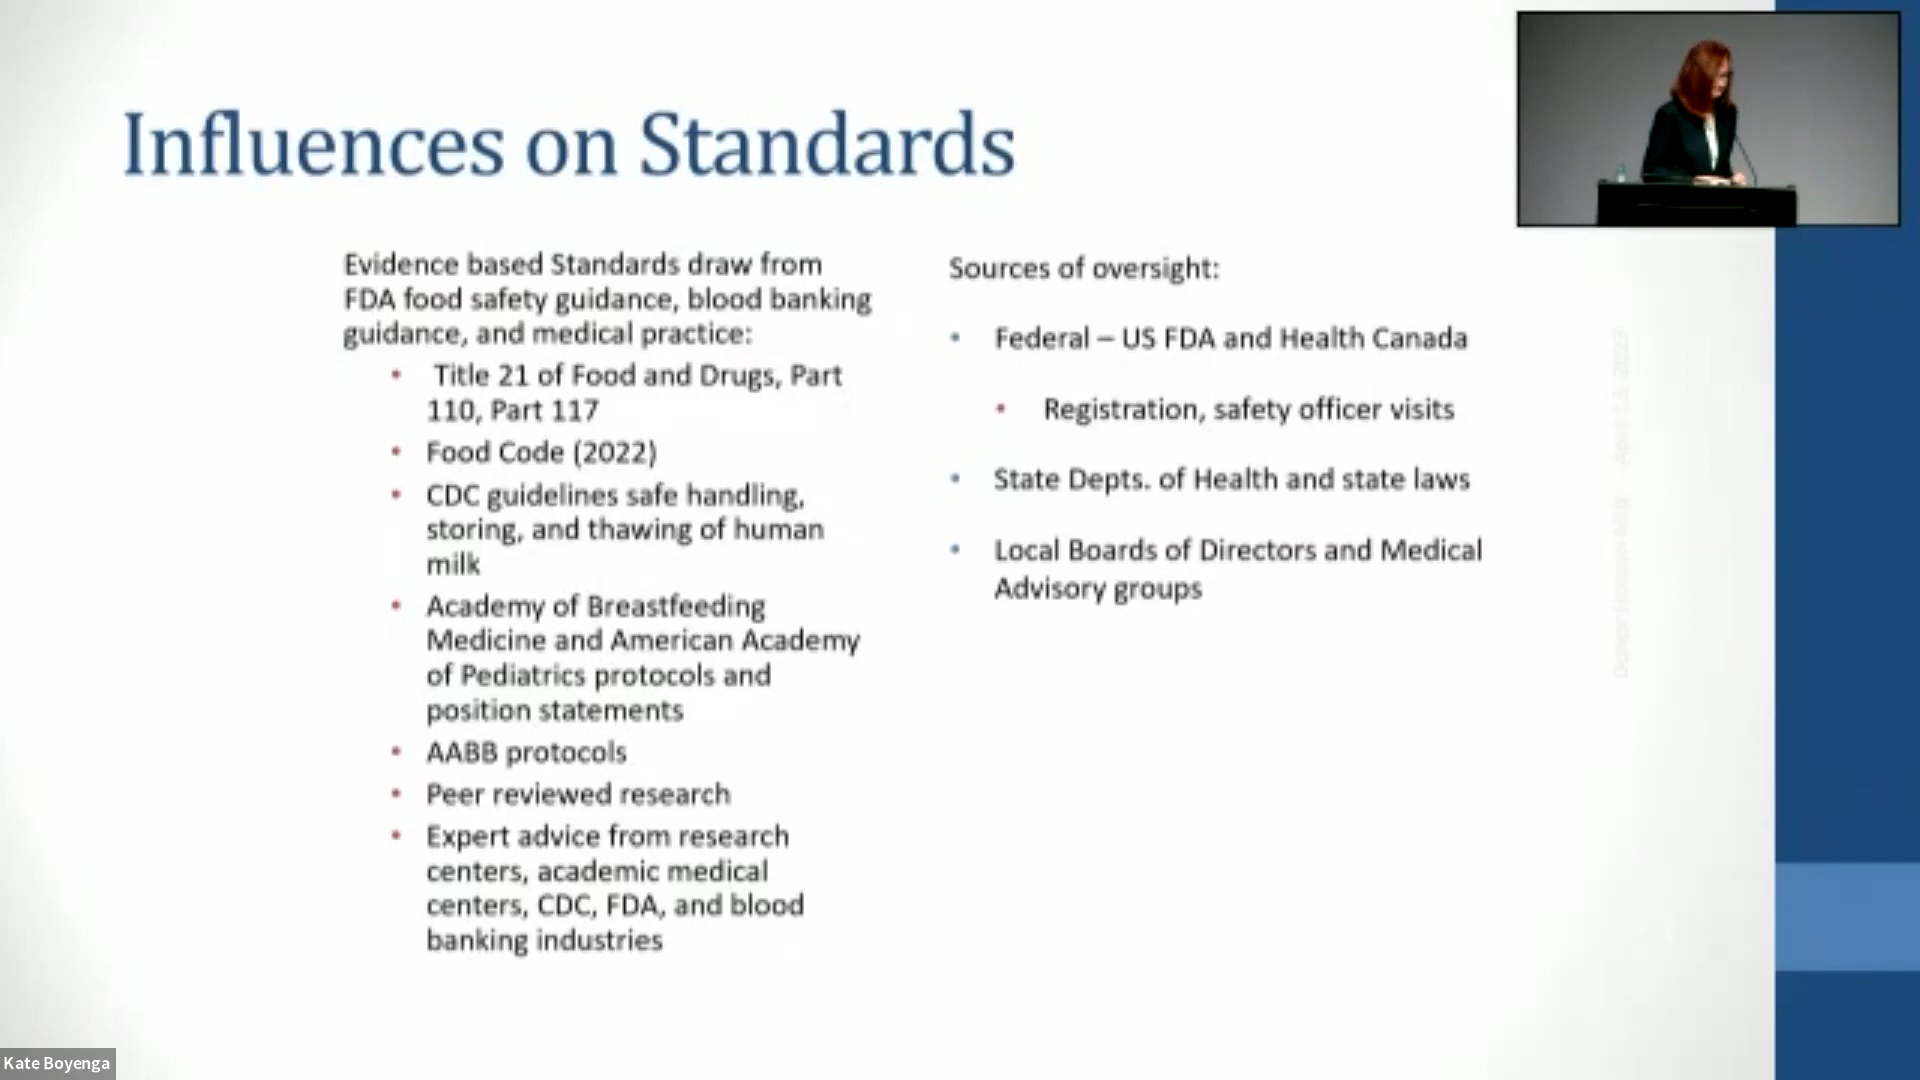 Influences on Standards
Evidence based Standards draw from
FDA food safety guidance, blood banking
guidance, and medical practice:
• Title 21 of Food and Drugs, Part
110, Part 117
• Food Code (2022)
• CDC guidelines safe handling,
storing, and thawing of human
milk
• Academy of Breastfeeding
Medicine and American Academy
of Pediatrics protocols and
position statements
• AABB protocols
• Peer reviewed research
• Expert advice from research
centers, academic medical
centers, CDC, FDA, and blood
banking industries
Sources of oversight:
• Federal – US FDA and Health Canada
• Registration, safety officer visits
• State Depts. of Health and state laws
• Local Boards of Directors and Medical
Advisory groups
Kate Boyenga